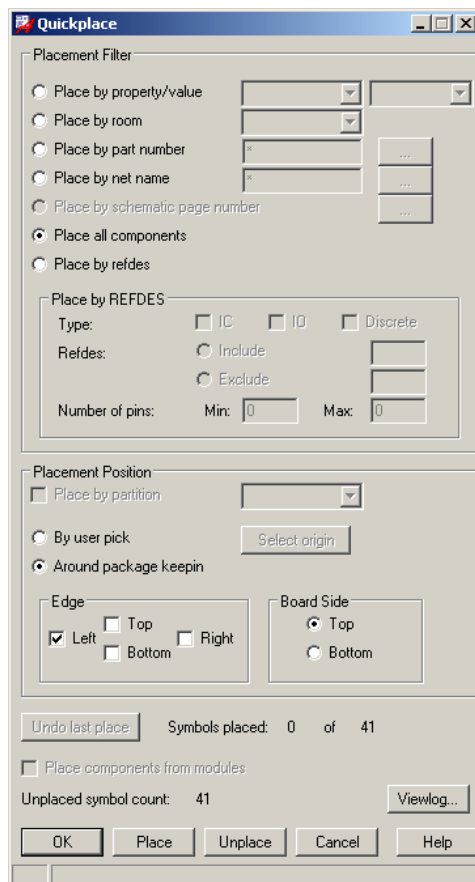 Quickplace
Placement Filter
Place by property/value
Place by room
Place by part number * ...
Place by net name * ...
Place by schematic page number ...
Place all components
Place by refdes
Place by REFDES
Type: IC IO Discrete
Refdes: Include
Exclude
Number of pins: Min: 0 Max: 0
Placement Position
Place by partition
By user pick Select origin
Around package keepin
Edge Board Side
Top Top
Left Right
Bottom Bottom
Undo last place Symbols placed: 0 of 41
Place components from modules
Unplaced symbol count: 41 Viewlog...
OK Place Unplace Cancel Help